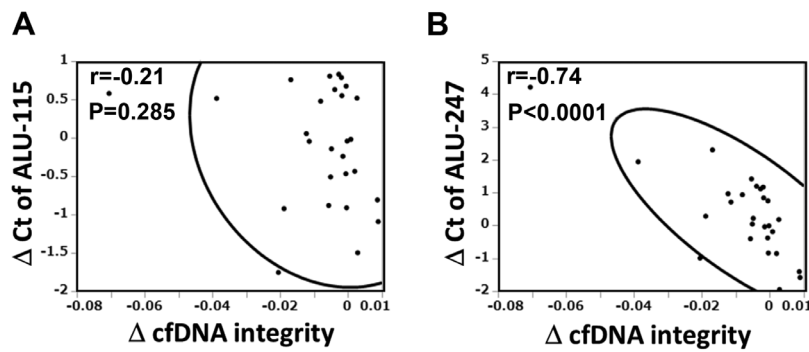 A
r=-0.21
P=0.285
Δ Ct of ALU-115
1
0.5
0
-0.5
-1
-1.5
-2
-0.08
-0.06
-0.04
-0.02
0
0.01
Δ cfDNA integrity
B
r=-0.74
P<0.0001
Δ Ct of ALU-247
5
4
3
2
1
0
-1
-2
-0.08
-0.06
-0.04
-0.02
0
0.01
Δ cfDNA integrity